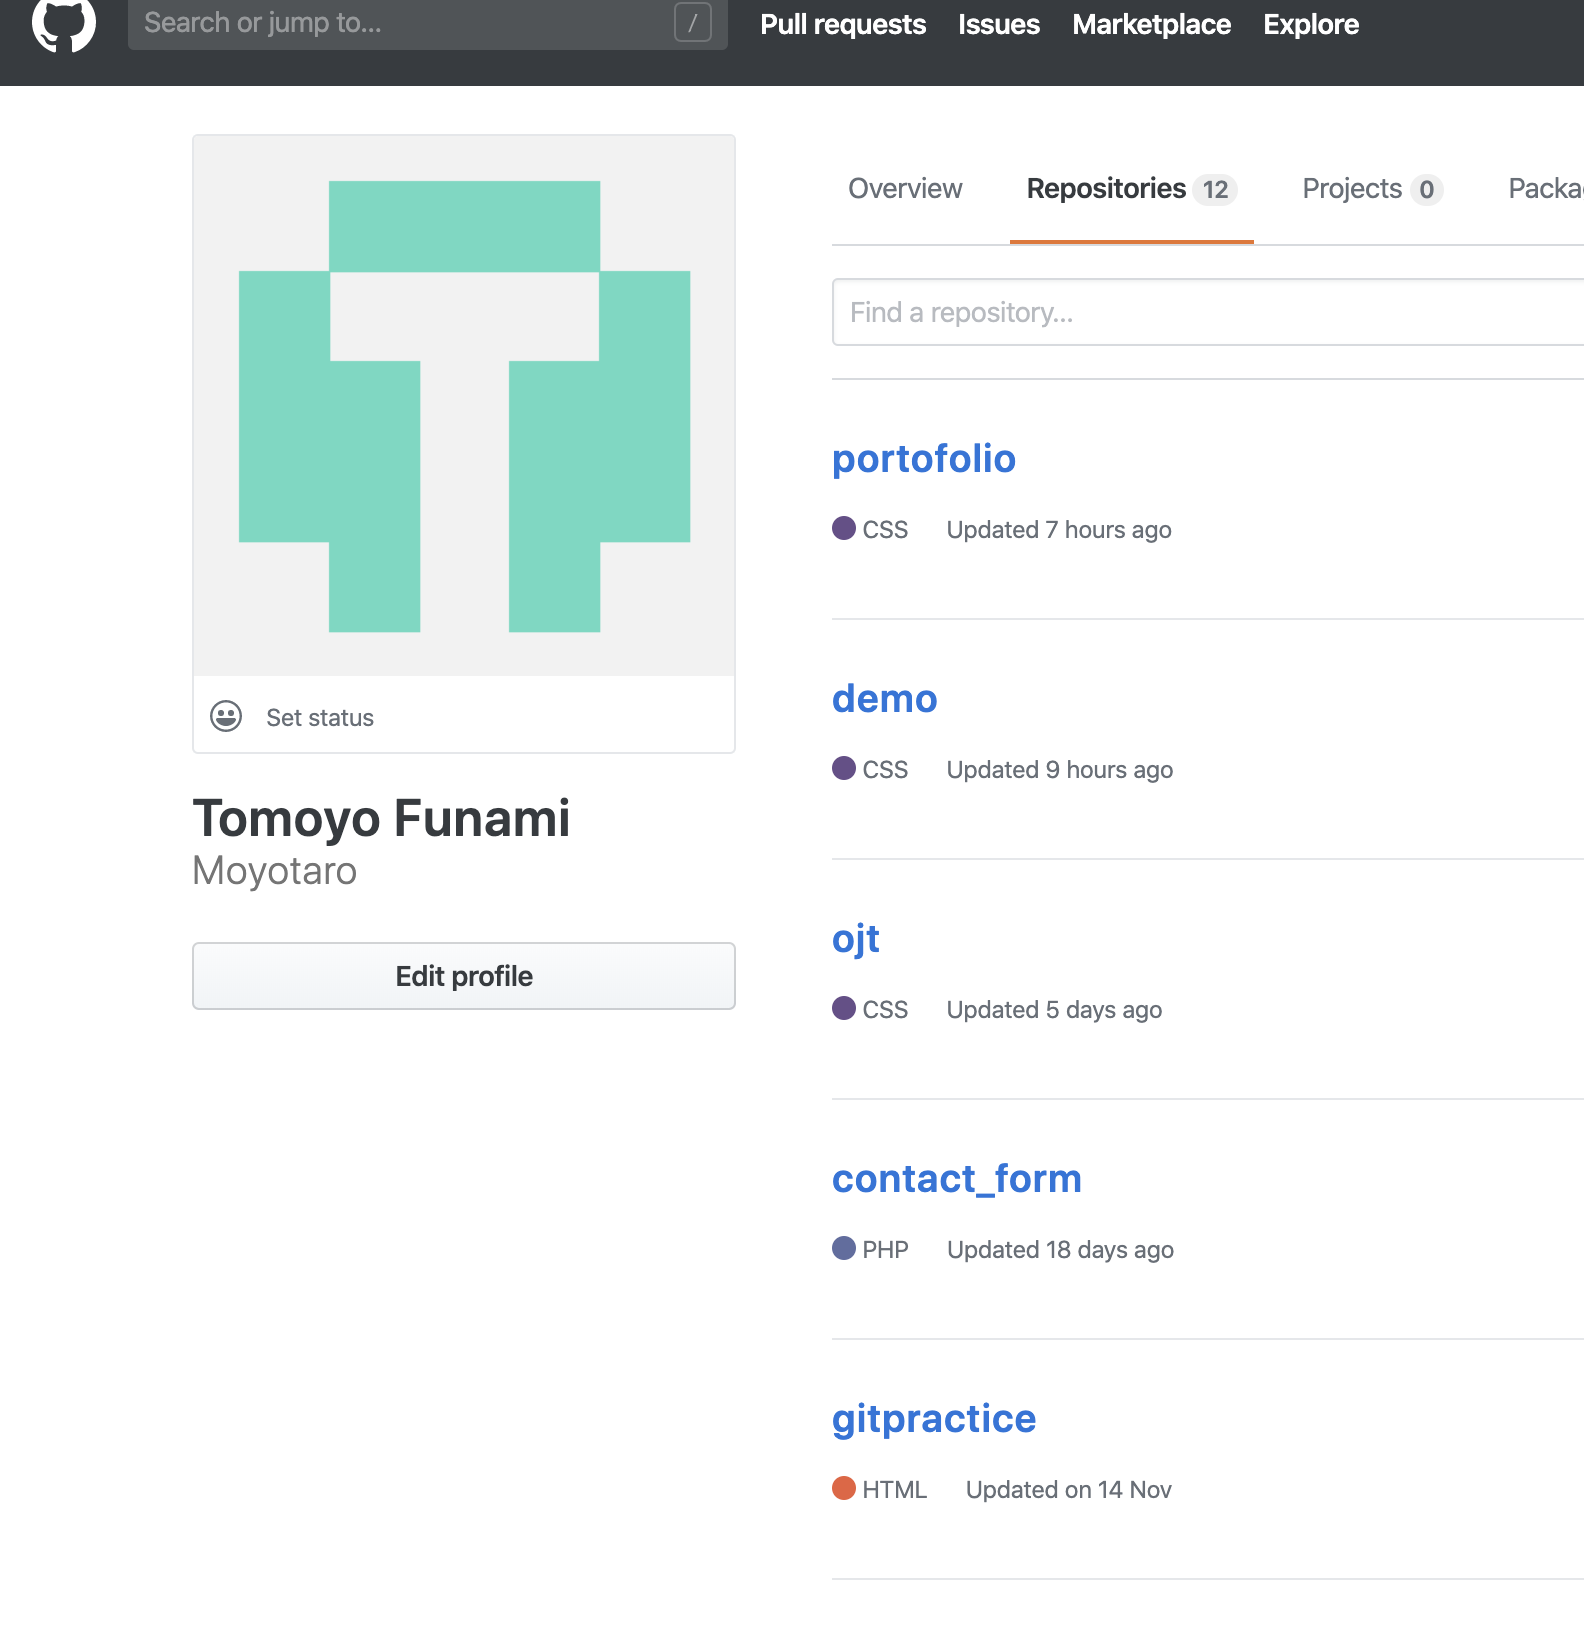 Search or jump to...
/
Pull requests Issues Marketplace Explore
Overview Repositories 12 Projects 0
Find a repository...
portofolio
CSS Updated 7 hours ago
demo
CSS Updated 9 hours ago
ojt
CSS Updated 5 days ago
contact_form
PHP Updated 18 days ago
gitpractice
HTML Updated on 14 Nov
Set status
Tomoyo Funami
Moyotaro
Edit profile